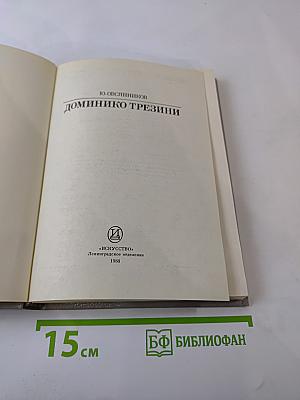 Ю. ОВСЯННИКОВ
ДОМИНИКО ТРЕЗИНИ
«ИСКУССТВО»
Ленинградское отделение
1988
15 см
БФ БИБЛИОФАН